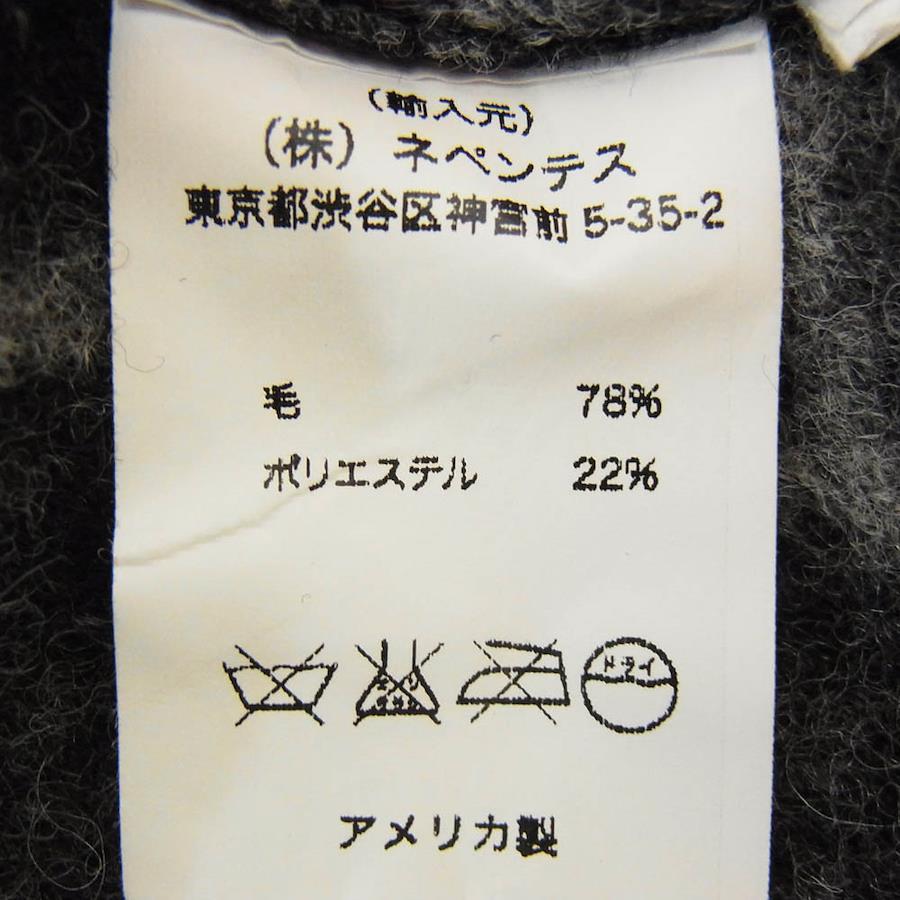 (輸入元)
(株) ネペンテス
東京都渋谷区神宮前 5-35-2
毛 78%
ポリエステル 22%
ドライ
アメリカ製